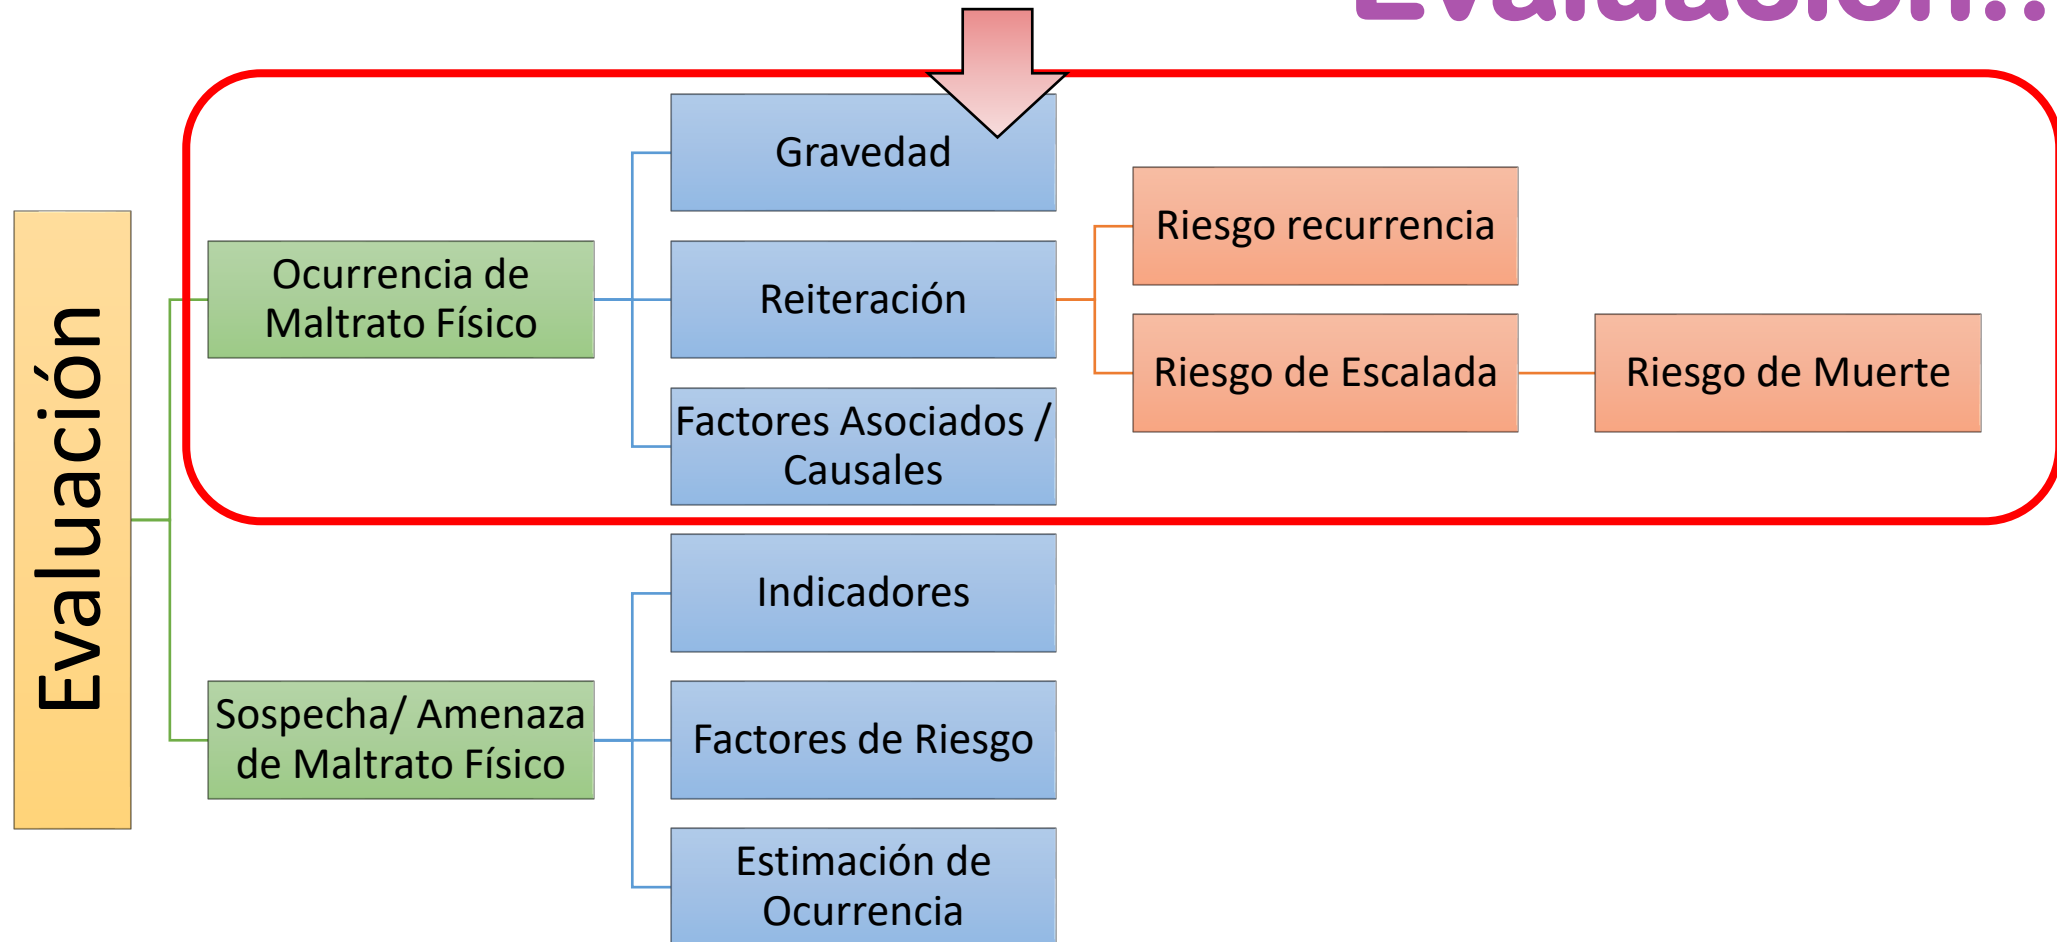 Evaluación..
Evaluación
Ocurrencia de
Maltrato Físico
Gravedad
Reiteración
Factores Asociados /
Causales
Riesgo recurrencia
Riesgo de Escalada
Riesgo de Muerte
Sospecha/ Amenaza
de Maltrato Físico
Indicadores
Factores de Riesgo
Estimación de
Ocurrencia